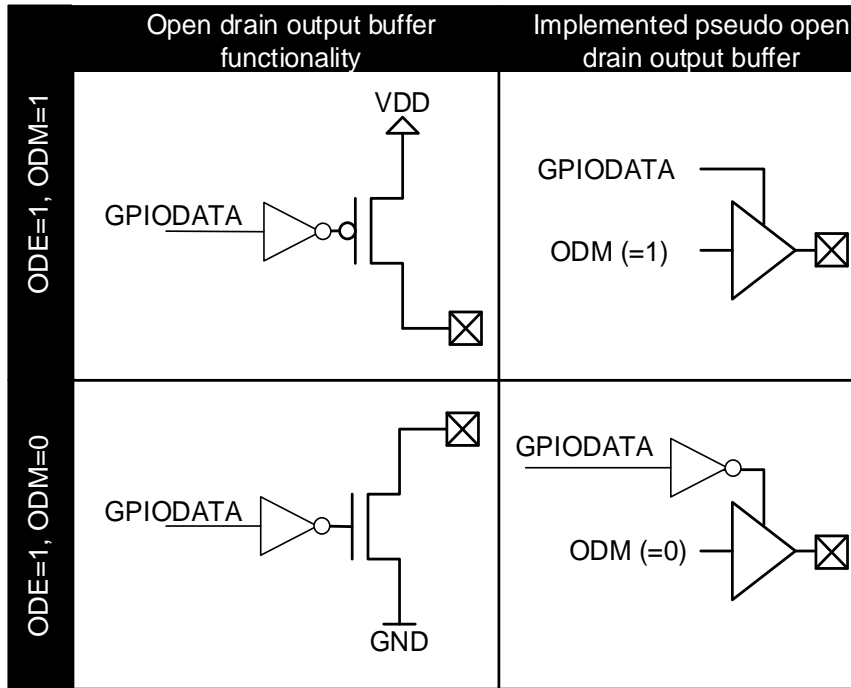 Open drain output buffer
functionality
Implemented pseudo open
drain output buffer
ODE=1, ODM=1
VDD
GPIODATA
GPIODATA
ODM (=1)
ODE=1, ODM=0
GPIODATA
GND
GPIODATA
ODM (=0)